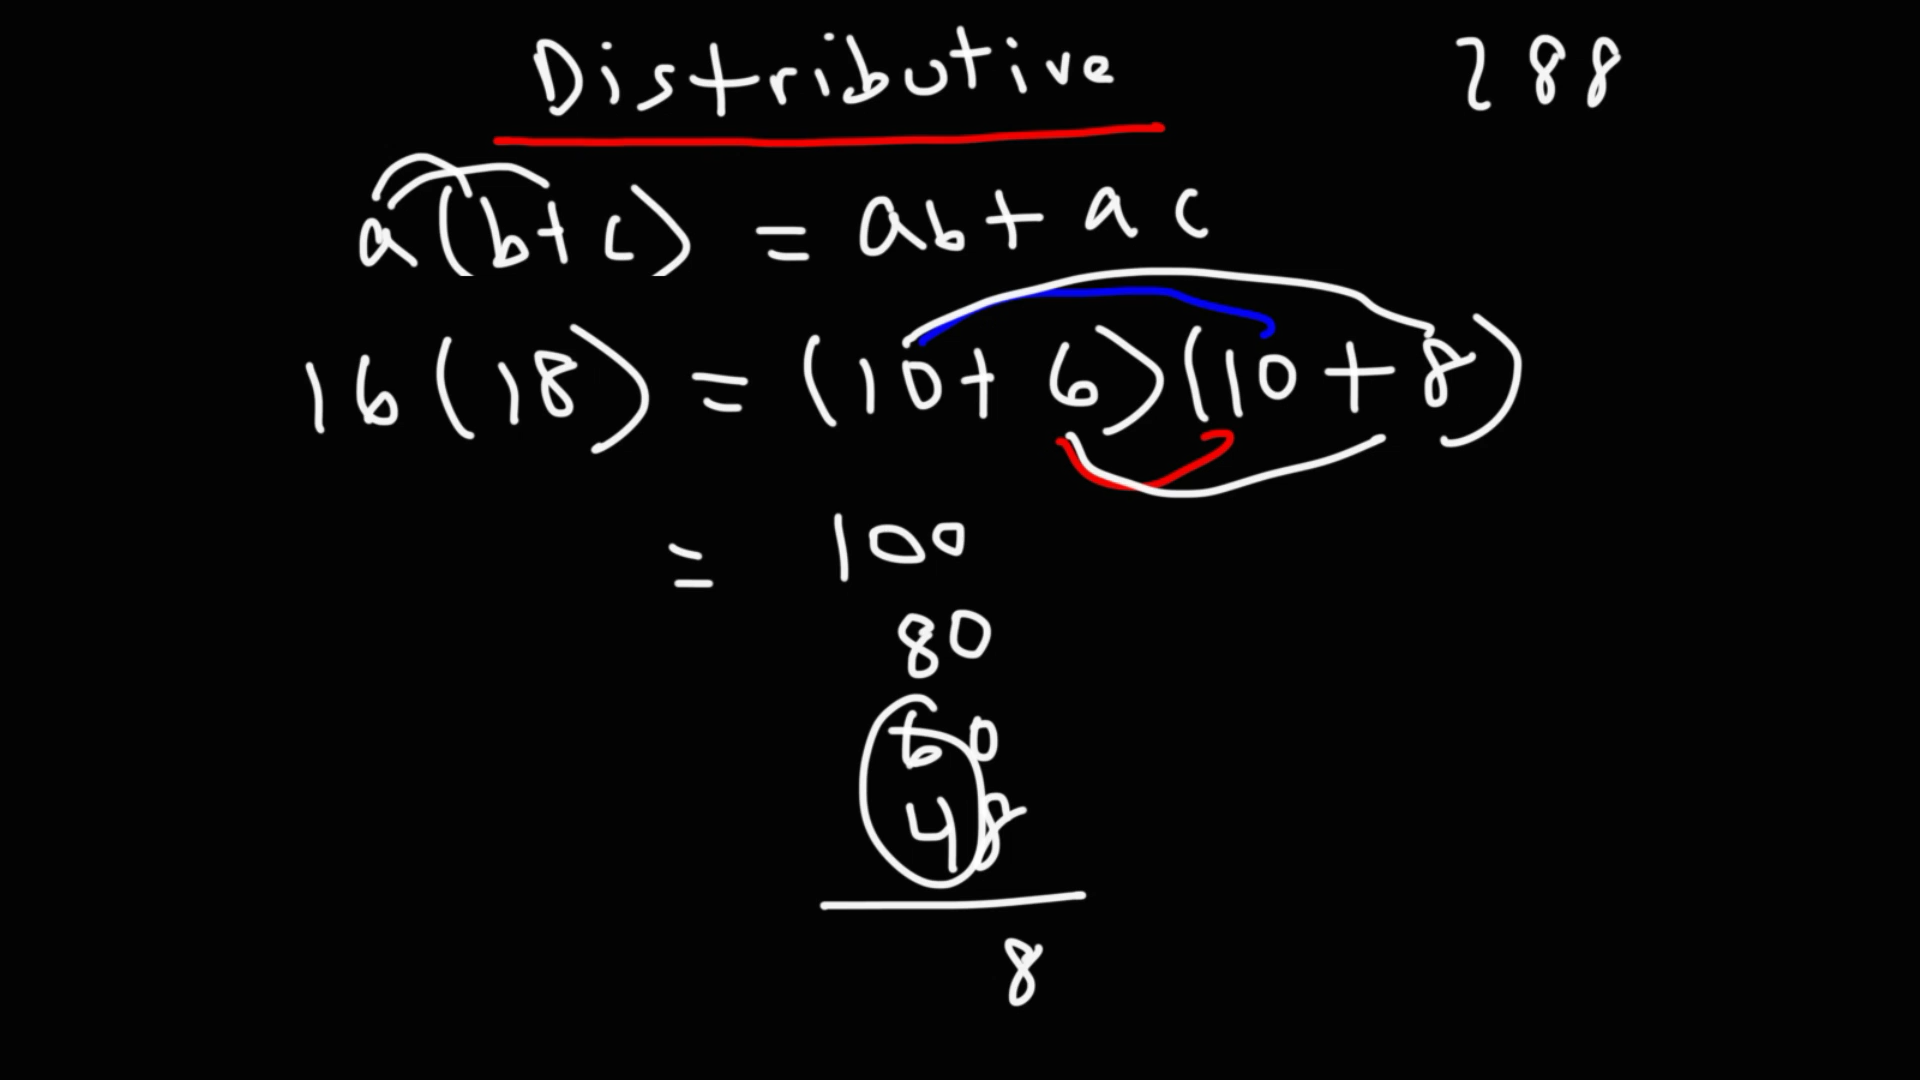 Distributive
288
a(b+c) = ab + ac
16(18) = (10+6)(10+8)
= 100
80
60
48
8